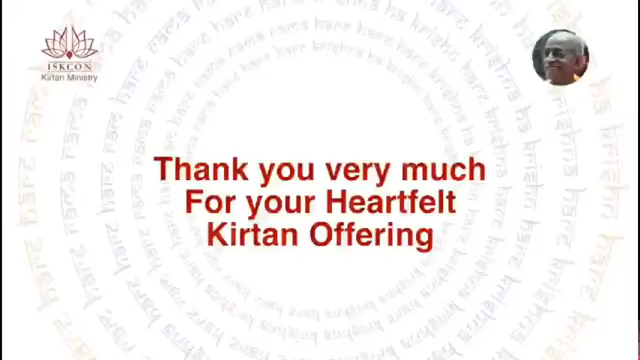 ISKCON
Kirtan Ministry
Thank you very much
For your Heartfelt
Kirtan Offering